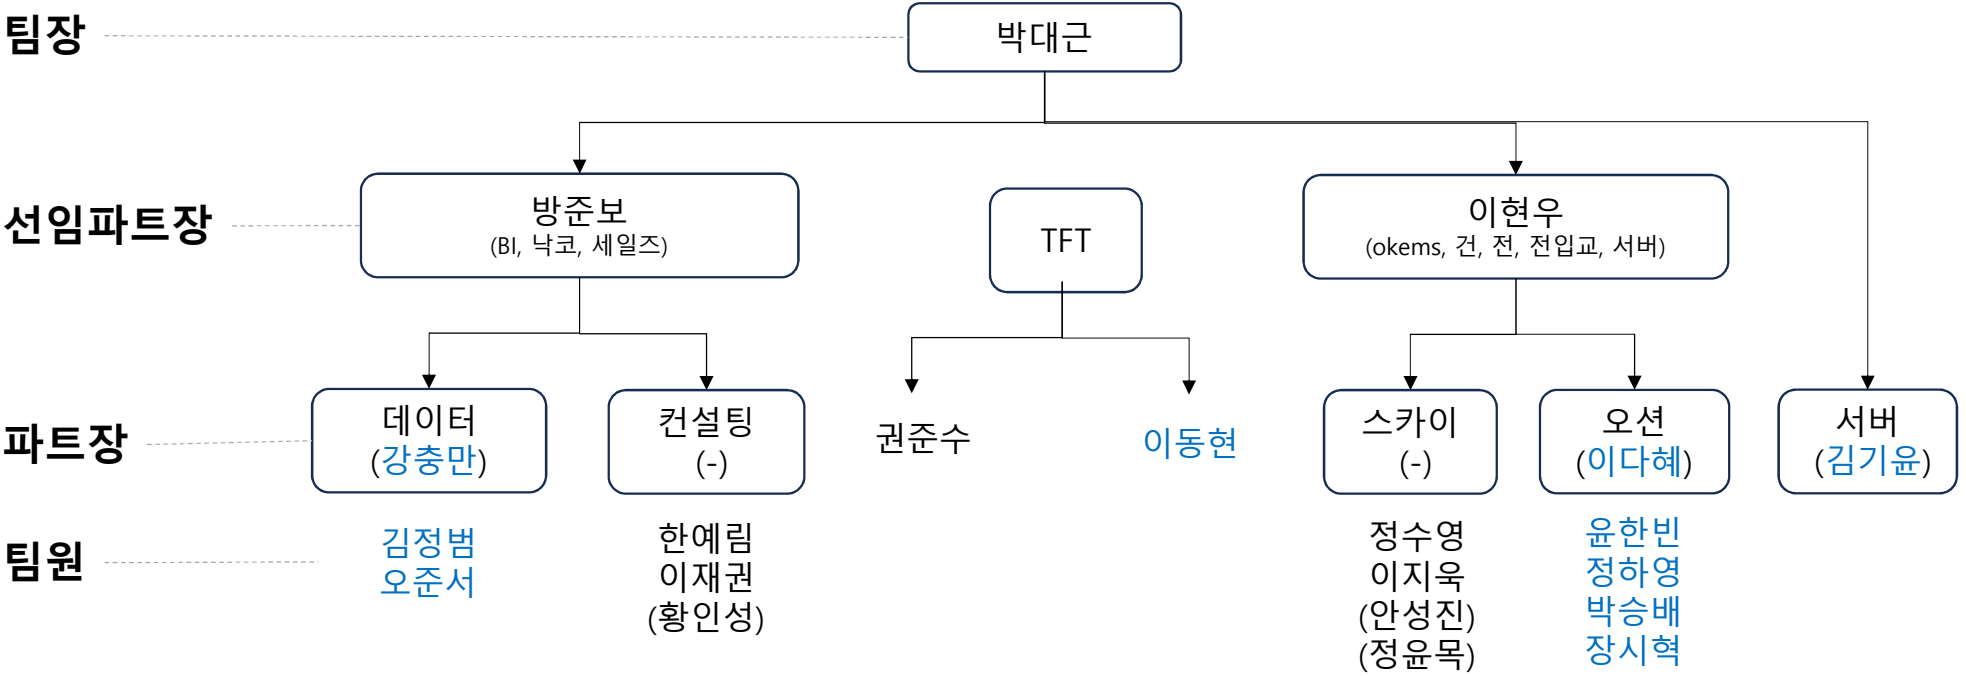 팀장
박대근
선임파트장
방준보
(BI, 낙코, 세일즈)
TFT
이현우
(okems, 건, 전, 전입교, 서버)
파트장
데이터
(강충만)
컨설팅
(-)
권준수
이동현
스카이
(-)
오션
(이다혜)
서버
(김기윤)
팀원
김정범
오준서
한예림
이재권
(황인성)
정수영
이지욱
(안성진)
(정윤목)
윤한빈
정하영
박승배
장시혁